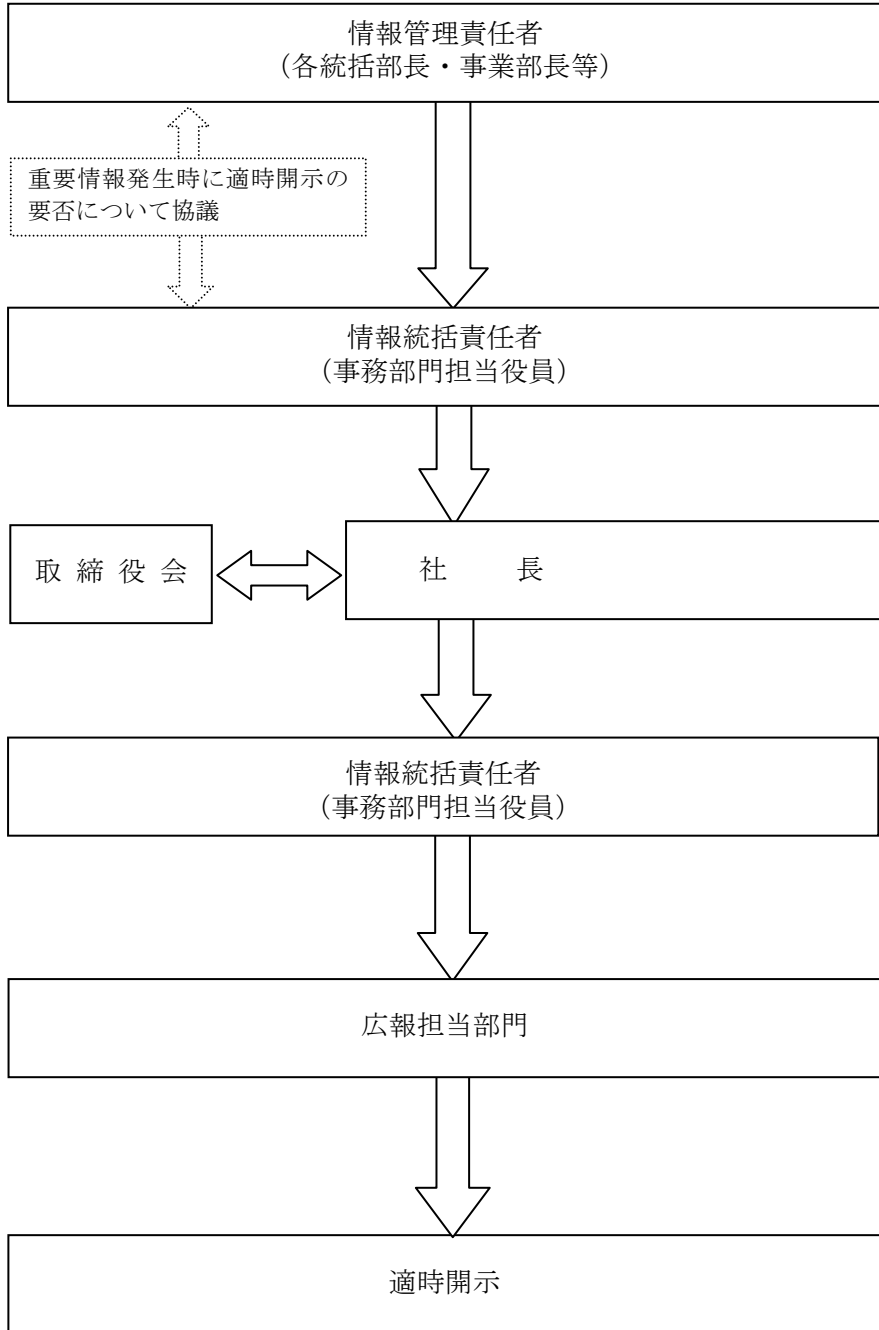 情報管理責任者
（各統括部長・事業部長等）
重要情報発生時に適時開示の
要否について協議
情報統括責任者
（事務部門担当役員）
取 締 役 会
社　　長
情報統括責任者
（事務部門担当役員）
広報担当部門
適時開示